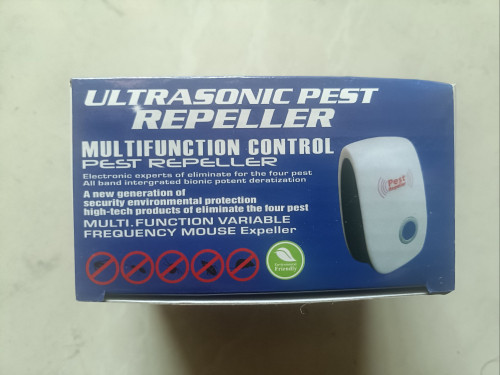 ULTRASONIC PEST
REPELLER
MULTIFUNCTION CONTROL
PEST REPELLER
Electronic experts of eliminate for the four pest
All band intergrated bionic potent deratization
A new generation of
security environmental protection
high-tech products of eliminate the four pest
MULTI.FUNCTION VARIABLE
FREQUENCY MOUSE Expeller
Pest
Repeller
Friendly